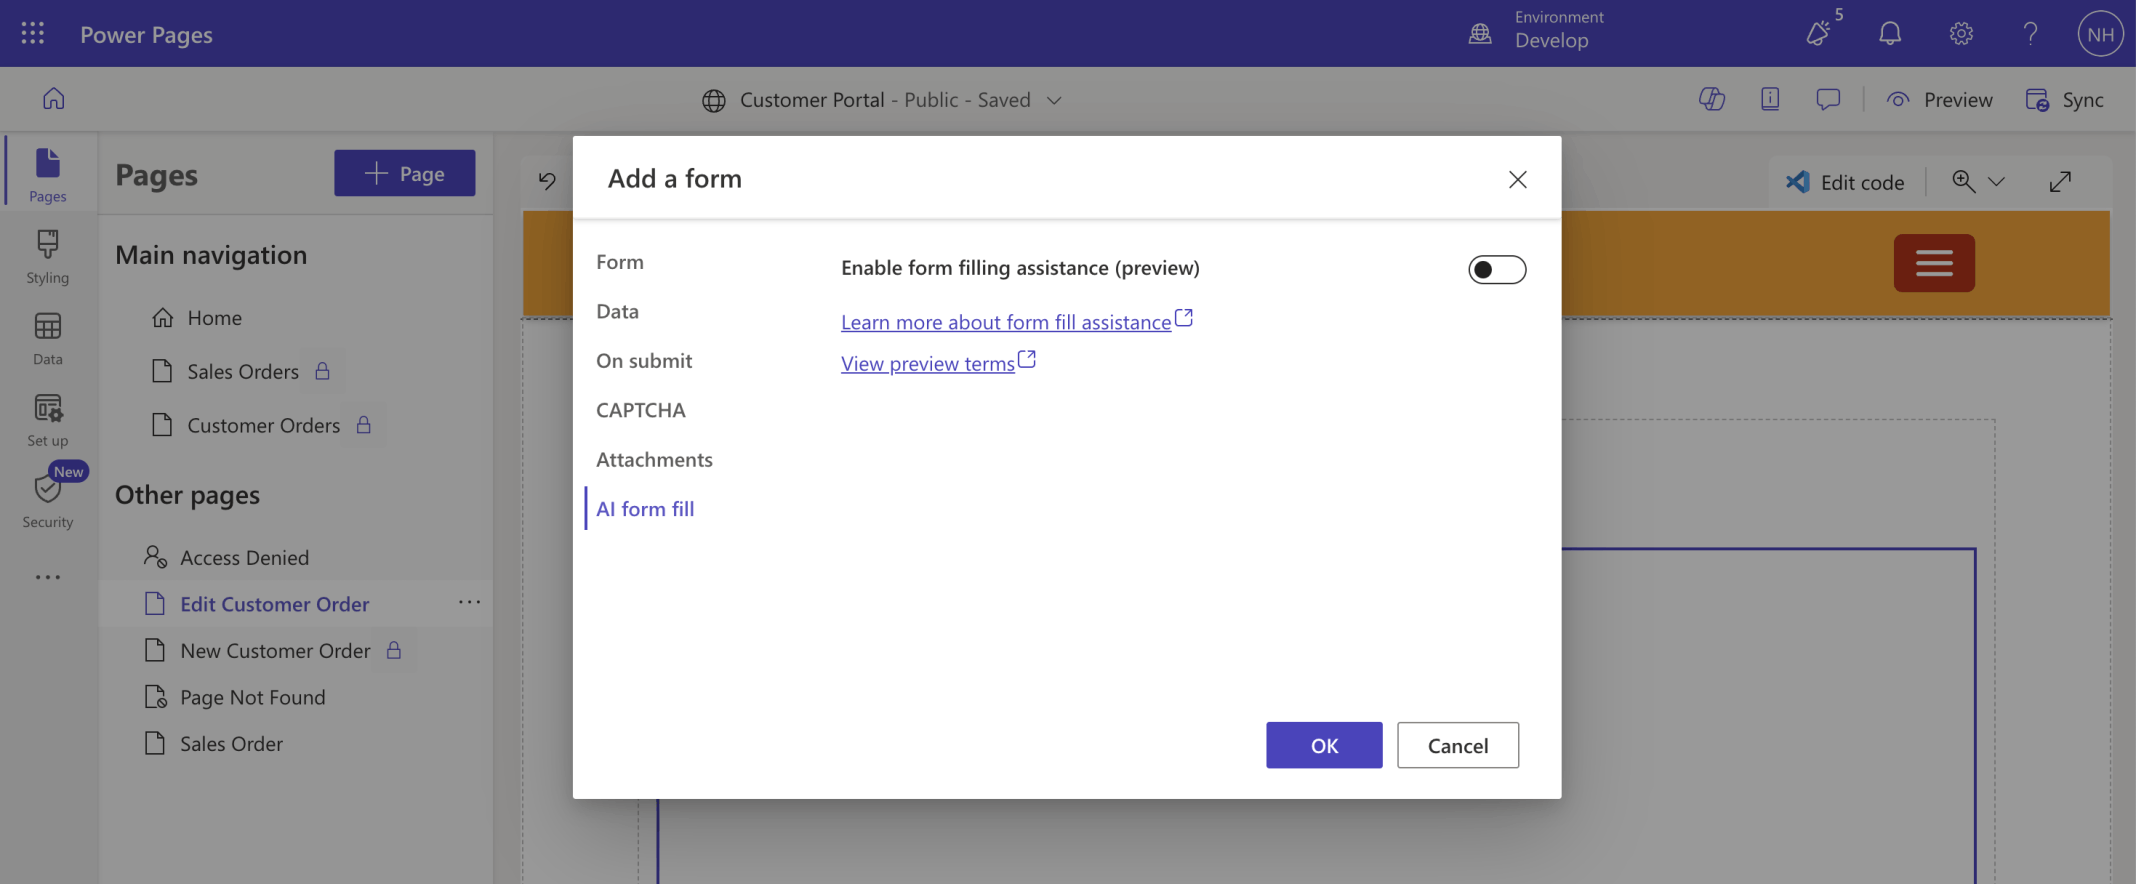 Power Pages
Environment
Develop
5
NH
Customer Portal - Public - Saved
Preview
Sync
Pages
Styling
Data
Set up
New
Security
Pages
Page
Main navigation
Home
Sales Orders
Customer Orders
Other pages
Access Denied
Edit Customer Order
New Customer Order
Page Not Found
Sales Order
Edit code
Add a form
Form
Data
On submit
CAPTCHA
Attachments
AI form fill
Enable form filling assistance (preview)
Learn more about form fill assistance
View preview terms
OK
Cancel